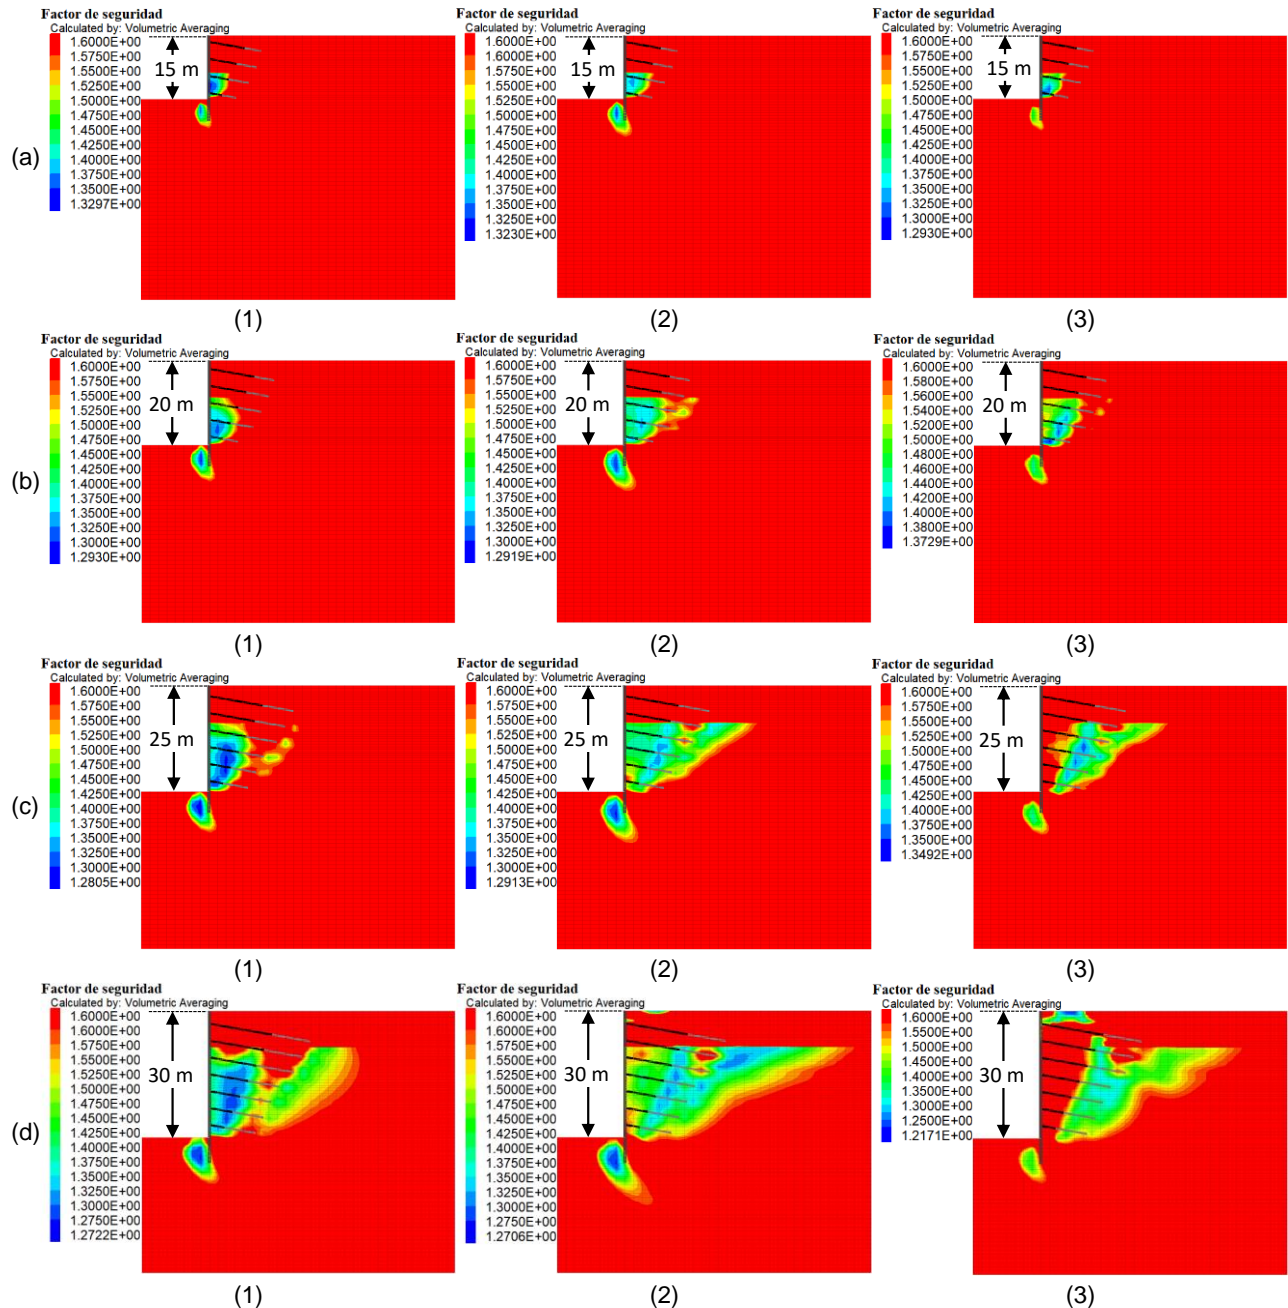 Factor de seguridad
Calculated by: Volumetric Averaging
1.6000E+00
1.5750E+00
1.5500E+00
1.5250E+00
1.5000E+00
1.4750E+00
1.4500E+00
1.4250E+00
1.4000E+00
1.3750E+00
1.3500E+00
1.3297E+00
15 m
(1)
Factor de seguridad
Calculated by: Volumetric Averaging
1.6000E+00
1.5750E+00
1.5500E+00
1.5250E+00
1.5000E+00
1.4750E+00
1.4500E+00
1.4250E+00
1.4000E+00
1.3750E+00
1.3500E+00
1.3250E+00
1.3230E+00
15 m
(2)
Factor de seguridad
Calculated by: Volumetric Averaging
1.6000E+00
1.5750E+00
1.5500E+00
1.5250E+00
1.5000E+00
1.4750E+00
1.4500E+00
1.4250E+00
1.4000E+00
1.3750E+00
1.3500E+00
1.3250E+00
1.3000E+00
1.2930E+00
15 m
(3)
(a)
Factor de seguridad
Calculated by: Volumetric Averaging
1.6000E+00
1.5750E+00
1.5500E+00
1.5250E+00
1.5000E+00
1.4750E+00
1.4500E+00
1.4250E+00
1.4000E+00
1.3750E+00
1.3500E+00
1.3250E+00
1.3000E+00
1.2930E+00
20 m
(1)
Factor de seguridad
Calculated by: Volumetric Averaging
1.6000E+00
1.5750E+00
1.5500E+00
1.5250E+00
1.5000E+00
1.4750E+00
1.4500E+00
1.4250E+00
1.4000E+00
1.3750E+00
1.3500E+00
1.3250E+00
1.3000E+00
1.2919E+00
20 m
(2)
Factor de seguridad
Calculated by: Volumetric Averaging
1.6000E+00
1.5800E+00
1.5600E+00
1.5400E+00
1.5200E+00
1.5000E+00
1.4800E+00
1.4600E+00
1.4400E+00
1.4200E+00
1.4000E+00
1.3800E+00
1.3729E+00
20 m
(3)
(b)
Factor de seguridad
Calculated by: Volumetric Averaging
1.6000E+00
1.5750E+00
1.5500E+00
1.5250E+00
1.5000E+00
1.4750E+00
1.4500E+00
1.4250E+00
1.4000E+00
1.3750E+00
1.3500E+00
1.3250E+00
1.3000E+00
1.2805E+00
25 m
(1)
Factor de seguridad
Calculated by: Volumetric Averaging
1.6000E+00
1.5750E+00
1.5500E+00
1.5250E+00
1.5000E+00
1.4750E+00
1.4500E+00
1.4250E+00
1.4000E+00
1.3750E+00
1.3500E+00
1.3250E+00
1.3000E+00
1.2913E+00
25 m
(2)
Factor de seguridad
Calculated by: Volumetric Averaging
1.6000E+00
1.5750E+00
1.5500E+00
1.5250E+00
1.5000E+00
1.4750E+00
1.4500E+00
1.4250E+00
1.4000E+00
1.3750E+00
1.3500E+00
1.3492E+00
25 m
(3)
(c)
Factor de seguridad
Calculated by: Volumetric Averaging
1.6000E+00
1.6000E+00
1.5750E+00
1.5500E+00
1.5250E+00
1.5000E+00
1.4750E+00
1.4500E+00
1.4250E+00
1.4000E+00
1.3750E+00
1.3500E+00
1.3250E+00
1.3000E+00
1.2750E+00
1.2722E+00
30 m
(1)
Factor de seguridad
Calculated by: Volumetric Averaging
1.6000E+00
1.6000E+00
1.5750E+00
1.5500E+00
1.5250E+00
1.5000E+00
1.4750E+00
1.4500E+00
1.4250E+00
1.4000E+00
1.3750E+00
1.3500E+00
1.3250E+00
1.3000E+00
1.2750E+00
1.2706E+00
30 m
(2)
Factor de seguridad
Calculated by: Volumetric Averaging
1.6000E+00
1.5500E+00
1.5000E+00
1.4500E+00
1.4000E+00
1.3500E+00
1.3000E+00
1.2500E+00
1.2171E+00
30 m
(3)
(d)